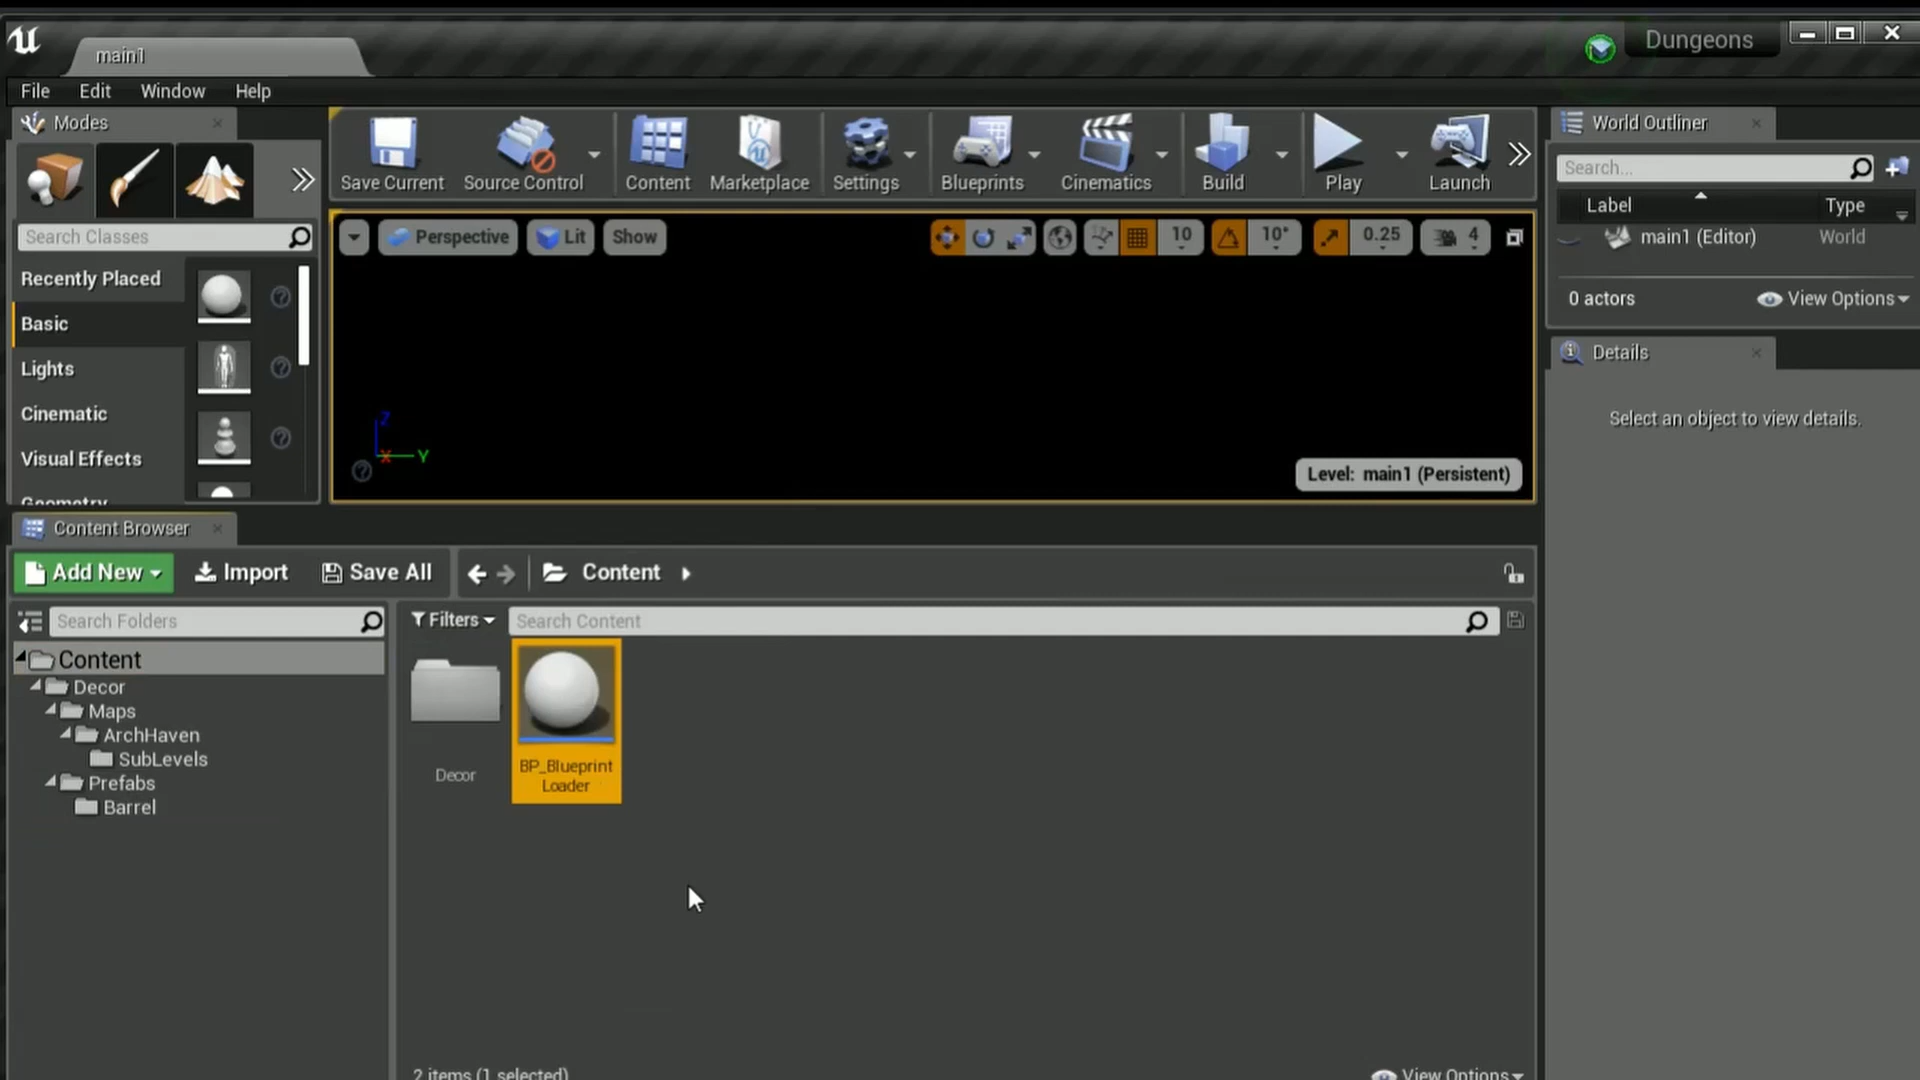 main1
Dungeons
File Edit Window Help
Modes
Save Current
Source Control
Content
Marketplace
Settings
Blueprints
Cinematics
Build
Play
Launch
World Outliner
Search...
Label
Type
main1 (Editor)
World
0 actors
View Options
Search Classes
Recently Placed
Basic
Lights
Cinematic
Visual Effects
Geometry
Perspective
Lit
Show
10
10°
0.25
4
Z
X
Y
Level: main1 (Persistent)
Details
Select an object to view details.
Content Browser
Add New
Import
Save All
Content
Search Folders
Filters
Search Content
Content
Decor
Maps
ArchHaven
SubLevels
Prefabs
Barrel
Decor
BP_Blueprint
Loader
2 items (1 selected)
View Options